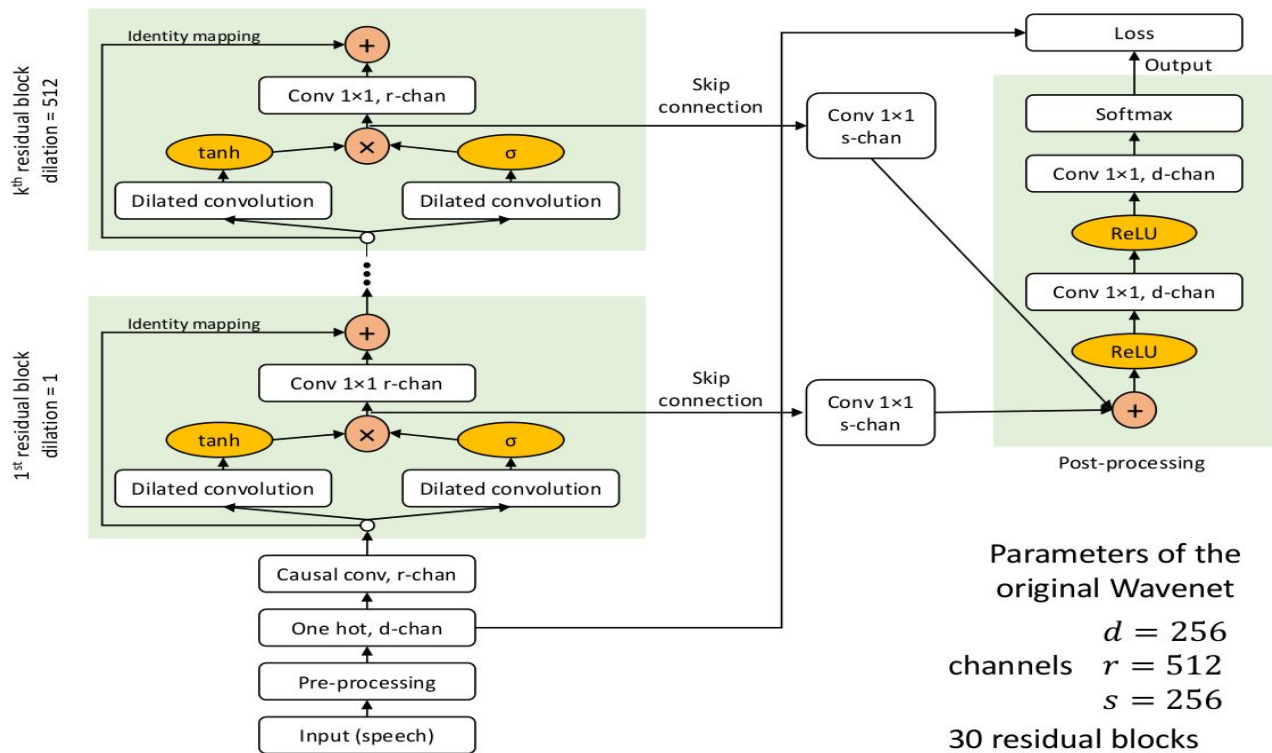 kth residual block
dilation = 512
Identity mapping
+
Conv 1×1, r-chan
×
tanh
σ
Dilated convolution
Dilated convolution
Skip
connection
Conv 1×1
s-chan
1st residual block
dilation = 1
Identity mapping
+
Conv 1×1 r-chan
×
tanh
σ
Dilated convolution
Dilated convolution
Skip
connection
Conv 1×1
s-chan
Causal conv, r-chan
One hot, d-chan
Pre-processing
Input (speech)
Loss
Output
Softmax
Conv 1×1, d-chan
ReLU
Conv 1×1, d-chan
ReLU
+
Post-processing
Parameters of the
original Wavenet
d = 256
channels r = 512
s = 256
30 residual blocks